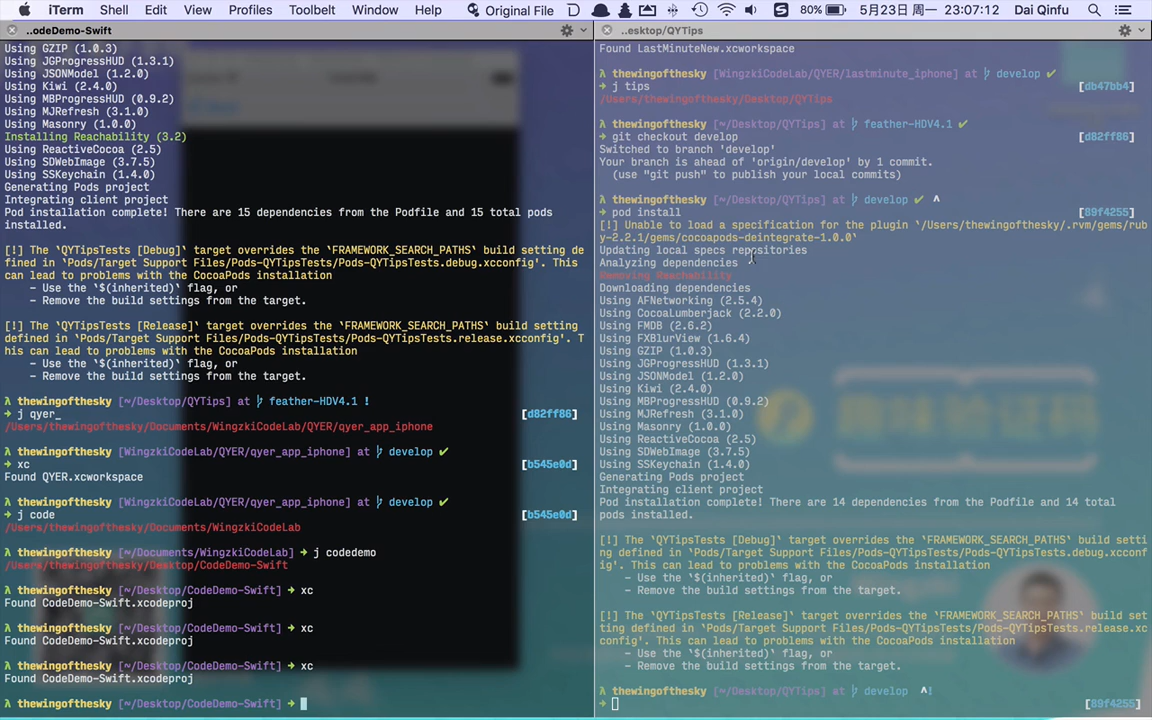 iTerm Shell Edit View Profiles Toolbelt Window Help Original File 80% 5月23日 周一 23:07:12 Dai Qinfu
..odeDemo-Swift
Using GZIP (1.0.3)
Using JGProgressHUD (1.3.1)
Using JSONModel (1.2.0)
Using Kiwi (2.4.0)
Using MBProgressHUD (0.9.2)
Using MJRefresh (3.1.0)
Using Masonry (1.0.0)
Installing Reachability (3.2)
Using ReactiveCocoa (2.5)
Using SDWebImage (3.7.5)
Using SSKeychain (1.4.0)
Generating Pods project
Integrating client project
Pod installation complete! There are 15 dependencies from the Podfile and 15 total pods
installed.
[!] The `QYTipsTests [Debug]` target overrides the `FRAMEWORK_SEARCH_PATHS` build setting de
fined in `Pods/Target Support Files/Pods-QYTipsTests/Pods-QYTipsTests.debug.xcconfig'. This
can lead to problems with the CocoaPods installation
- Use the `$(inherited)` flag, or
- Remove the build settings from the target.
[!] The `QYTipsTests [Release]` target overrides the `FRAMEWORK_SEARCH_PATHS` build setting
defined in `Pods/Target Support Files/Pods-QYTipsTests/Pods-QYTipsTests.release.xcconfig'. T
his can lead to problems with the CocoaPods installation
- Use the `$(inherited)` flag, or
- Remove the build settings from the target.
λ thewingofthesky [~/Desktop/QYTips] at feather-HDV4.1 !
➜ j qyer_ [d82ff86]
/Users/thewingofthesky/Documents/WingzkiCodeLab/QYER/qyer_app_iphone
λ thewingofthesky [WingzkiCodeLab/QYER/qyer_app_iphone] at develop ✔
➜ xc [b545e0d]
Found QYER.xcworkspace
λ thewingofthesky [WingzkiCodeLab/QYER/qyer_app_iphone] at develop ✔
➜ j code [b545e0d]
/Users/thewingofthesky/Documents/WingzkiCodeLab
λ thewingofthesky [~/Documents/WingzkiCodeLab] ➜ j codedemo
/Users/thewingofthesky/Desktop/CodeDemo-Swift
λ thewingofthesky [~/Desktop/CodeDemo-Swift] ➜ xc
Found CodeDemo-Swift.xcodeproj
λ thewingofthesky [~/Desktop/CodeDemo-Swift] ➜ xc
Found CodeDemo-Swift.xcodeproj
λ thewingofthesky [~/Desktop/CodeDemo-Swift] ➜ xc
Found CodeDemo-Swift.xcodeproj
λ thewingofthesky [~/Desktop/CodeDemo-Swift] ➜
..esktop/QYTips
Found LastMinuteNew.xcworkspace
λ thewingofthesky [WingzkiCodeLab/QYER/lastminute_iphone] at develop ✔
➜ j tips [db47bb4]
/Users/thewingofthesky/Desktop/QYTips
λ thewingofthesky [~/Desktop/QYTips] at feather-HDV4.1 ✔
➜ git checkout develop [d82ff86]
Switched to branch 'develop'
Your branch is ahead of 'origin/develop' by 1 commit.
(use "git push" to publish your local commits)
λ thewingofthesky [~/Desktop/QYTips] at develop ✔ ^
➜ pod install [89f4255]
[!] Unable to load a specification for the plugin `/Users/thewingofthesky/.rvm/gems/ru
by-2.2.1/gems/cocoapods-deintegrate-1.0.0`
Updating local specs repositories
Analyzing dependencies
Removing Reachability
Downloading dependencies
Using AFNetworking (2.5.4)
Using CocoaLumberjack (2.2.0)
Using FMDB (2.6.2)
Using FXBlurView (1.6.4)
Using GZIP (1.0.3)
Using JGProgressHUD (1.3.1)
Using JSONModel (1.2.0)
Using Kiwi (2.4.0)
Using MBProgressHUD (0.9.2)
Using MJRefresh (3.1.0)
Using Masonry (1.0.0)
Using ReactiveCocoa (2.5)
Using SDWebImage (3.7.5)
Using SSKeychain (1.4.0)
Generating Pods project
Integrating client project
Pod installation complete! There are 14 dependencies from the Podfile and 14 total
pods installed.
[!] The `QYTipsTests [Debug]` target overrides the `FRAMEWORK_SEARCH_PATHS` build setti
ng defined in `Pods/Target Support Files/Pods-QYTipsTests/Pods-QYTipsTests.debug.xcconf
ig'. This can lead to problems with the CocoaPods installation
- Use the `$(inherited)` flag, or
- Remove the build settings from the target.
[!] The `QYTipsTests [Release]` target overrides the `FRAMEWORK_SEARCH_PATHS` build set
ting defined in `Pods/Target Support Files/Pods-QYTipsTests/Pods-QYTipsTests.release.xc
config'. This can lead to problems with the CocoaPods installation
- Use the `$(inherited)` flag, or
- Remove the build settings from the target.
λ thewingofthesky [~/Desktop/QYTips] at develop ^!
➜ [89f4255]
趣味验证码